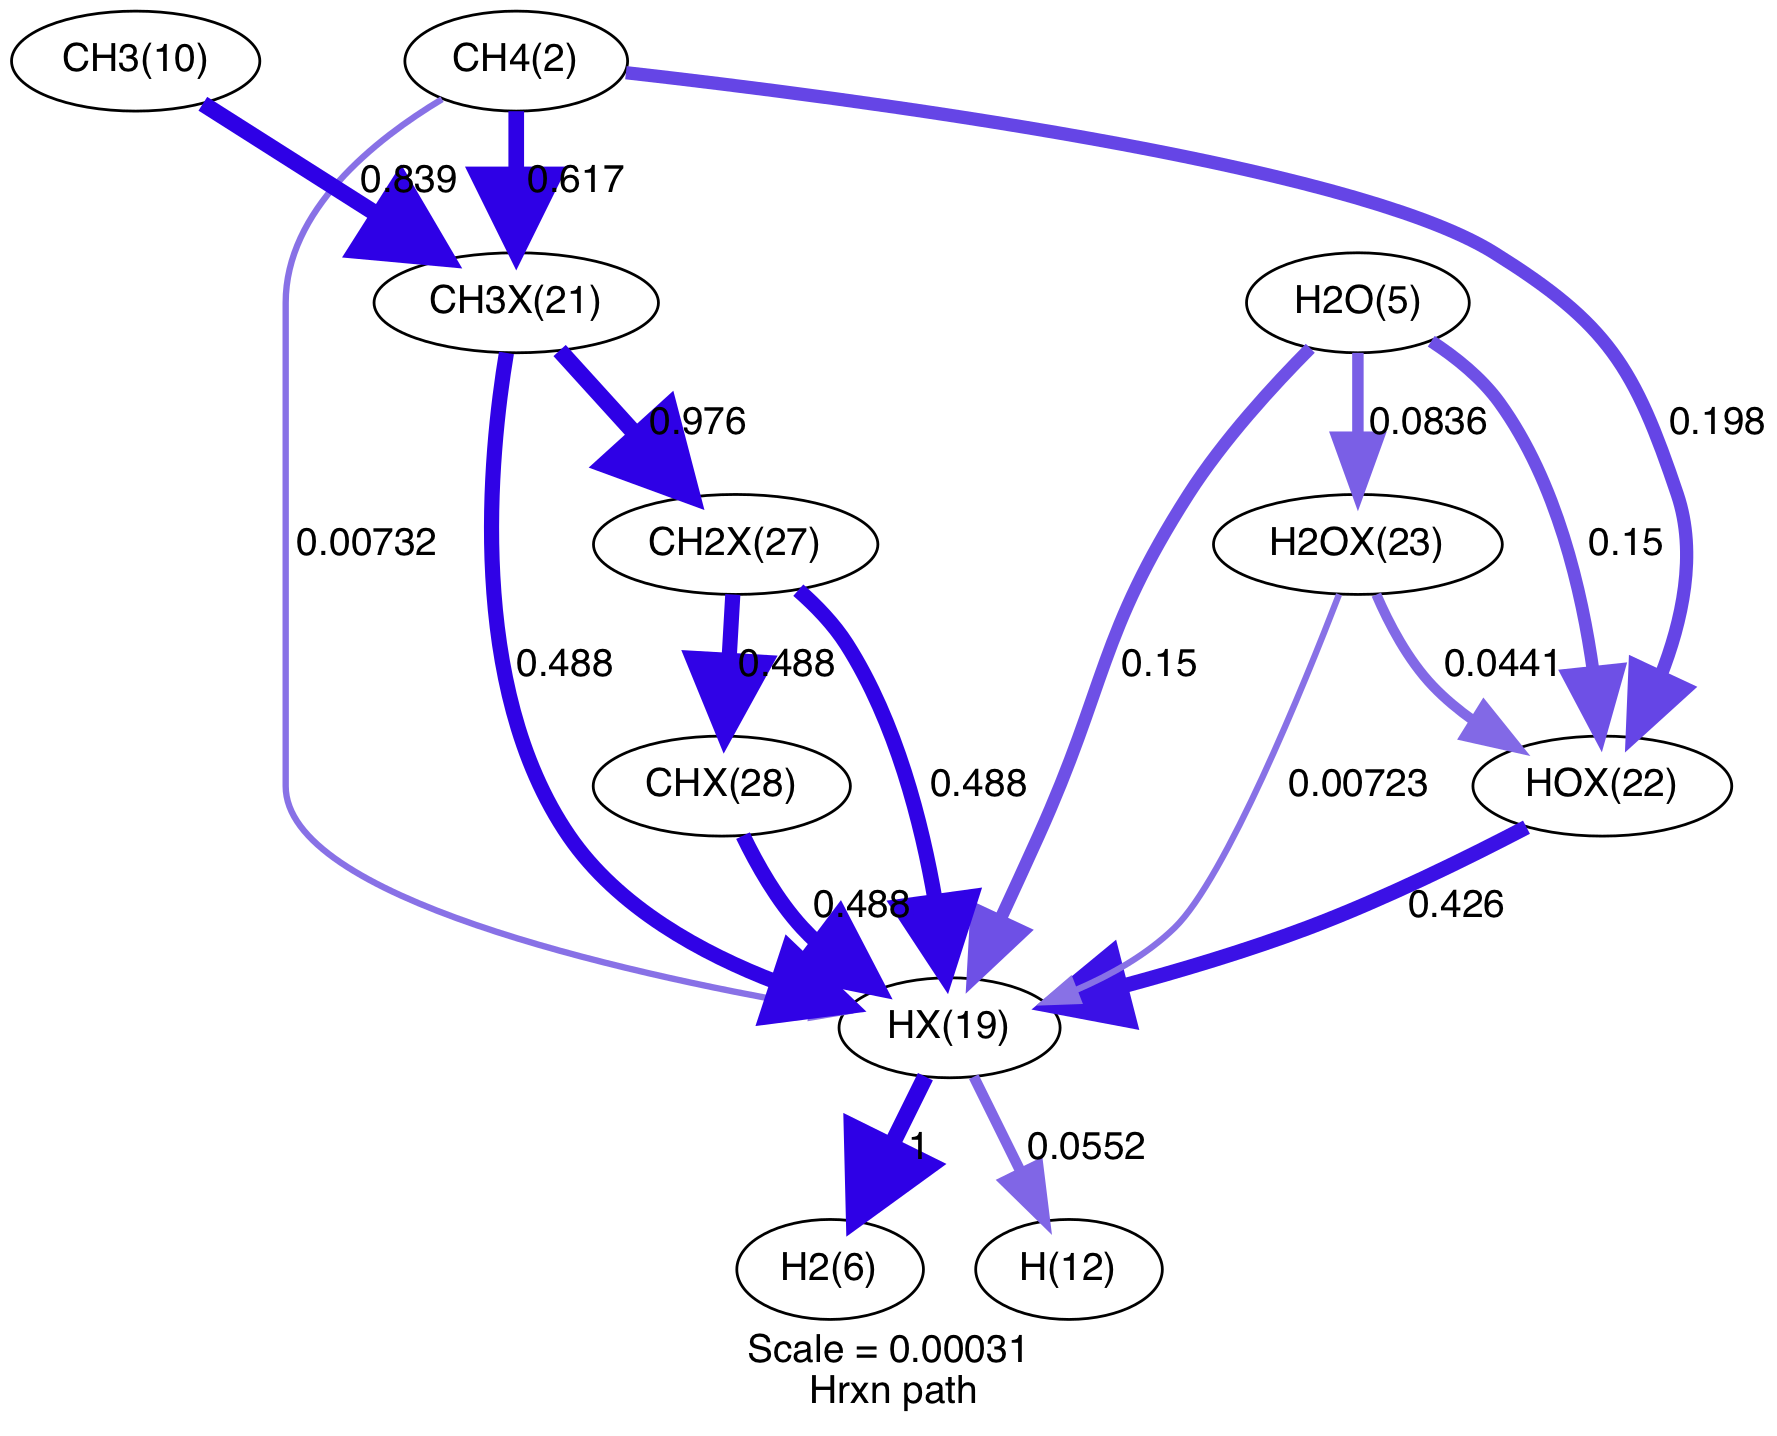 CH3(10)
CH4(2)
0.839
0.617
CH3X(21)
H2O(5)
0.976
0.0836
0.198
0.00732
CH2X(27)
H2OX(23)
0.15
0.488
0.488
0.15
0.0441
CHX(28)
0.488
0.00723
HOX(22)
0.488
0.426
HX(19)
1
0.0552
H2(6)
H(12)
Scale = 0.00031
Hrxn path